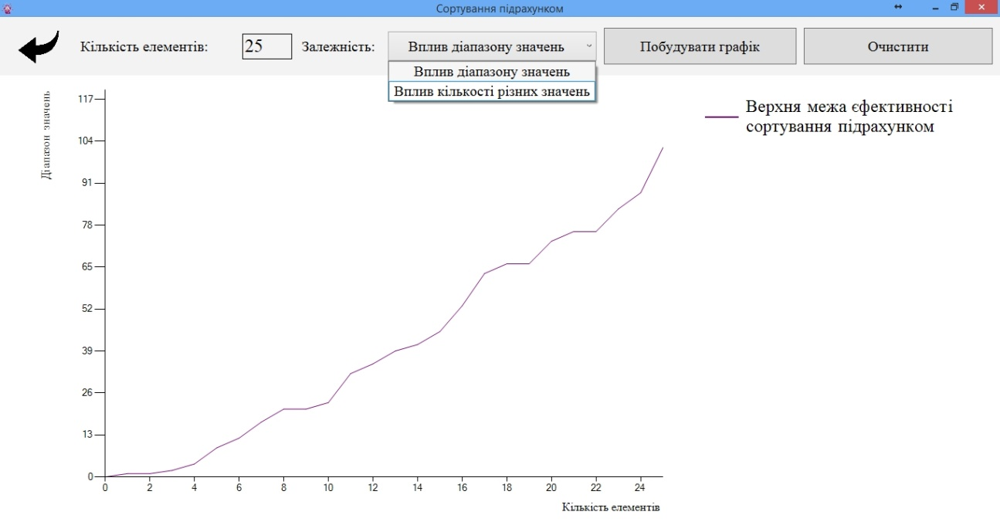 Сортування підрахунком
Кількість елементів:
25
Залежність:
Вплив діапазону значень
Побудувати графік
Очистити
Вплив діапазону значень
Вплив кількості різних значень
Діапазон значень
117
104
91
78
65
52
39
26
13
0
Верхня межа єфективності
сортування підрахунком
0 2 4 6 8 10 12 14 16 18 20 22 24
Кількість елементів